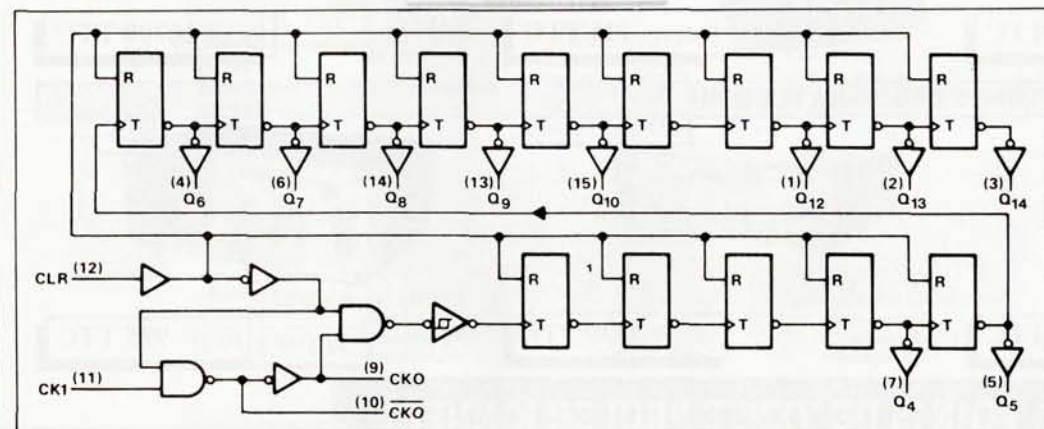 R R R R R R R R R
T T T T T T T T T
(4) (6) (14) (13) (15) (1) (2) (3)
Q6 Q7 Q8 Q9 Q10 Q12 Q13 Q14
CLR (12)
R 1 R R R R
T T T T T
CK1 (11)
(9) CKO
(10) CKO
(7) (5)
Q4 Q5